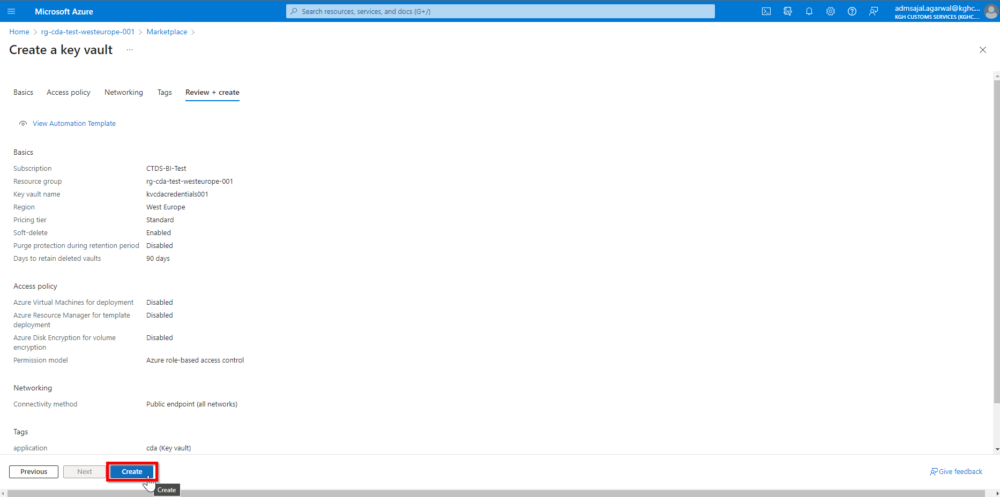 Microsoft Azure
Search resources, services, and docs (G+/)
admsajal.agarwal@kghc...
KGH CUSTOMS SERVICES (KGHC....
Home > rg-cda-test-westeurope-001 > Marketplace >
Create a key vault ...
Basics Access policy Networking Tags Review + create
View Automation Template
Basics
Subscription CTDS-BI-Test
Resource group rg-cda-test-westeurope-001
Key vault name kvcdacredentials001
Region West Europe
Pricing tier Standard
Soft-delete Enabled
Purge protection during retention period Disabled
Days to retain deleted vaults 90 days
Access policy
Azure Virtual Machines for deployment Disabled
Azure Resource Manager for template Disabled
deployment
Azure Disk Encryption for volume Disabled
encryption
Permission model Azure role-based access control
Networking
Connectivity method Public endpoint (all networks)
Tags
application cda (Key vault)
Previous Next Create Give feedback
Create